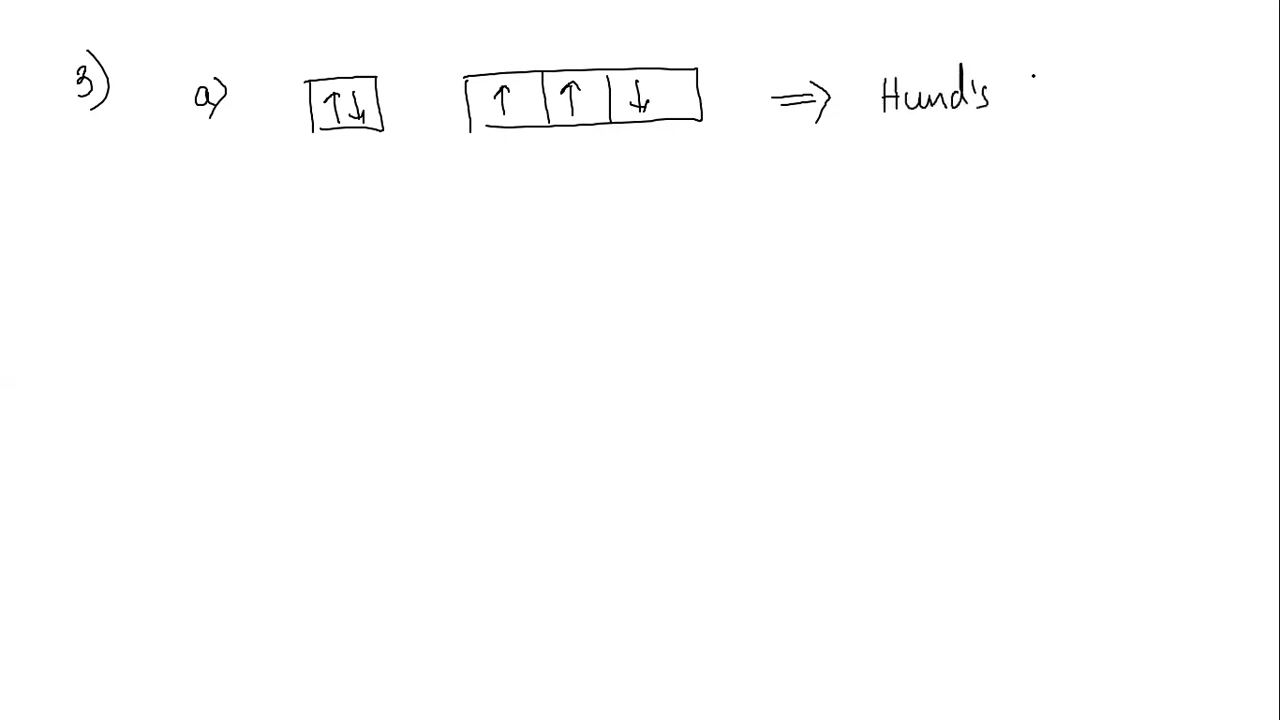 3) a) ↑↓ ↑ ↑ ↓ ⇒ Hund's